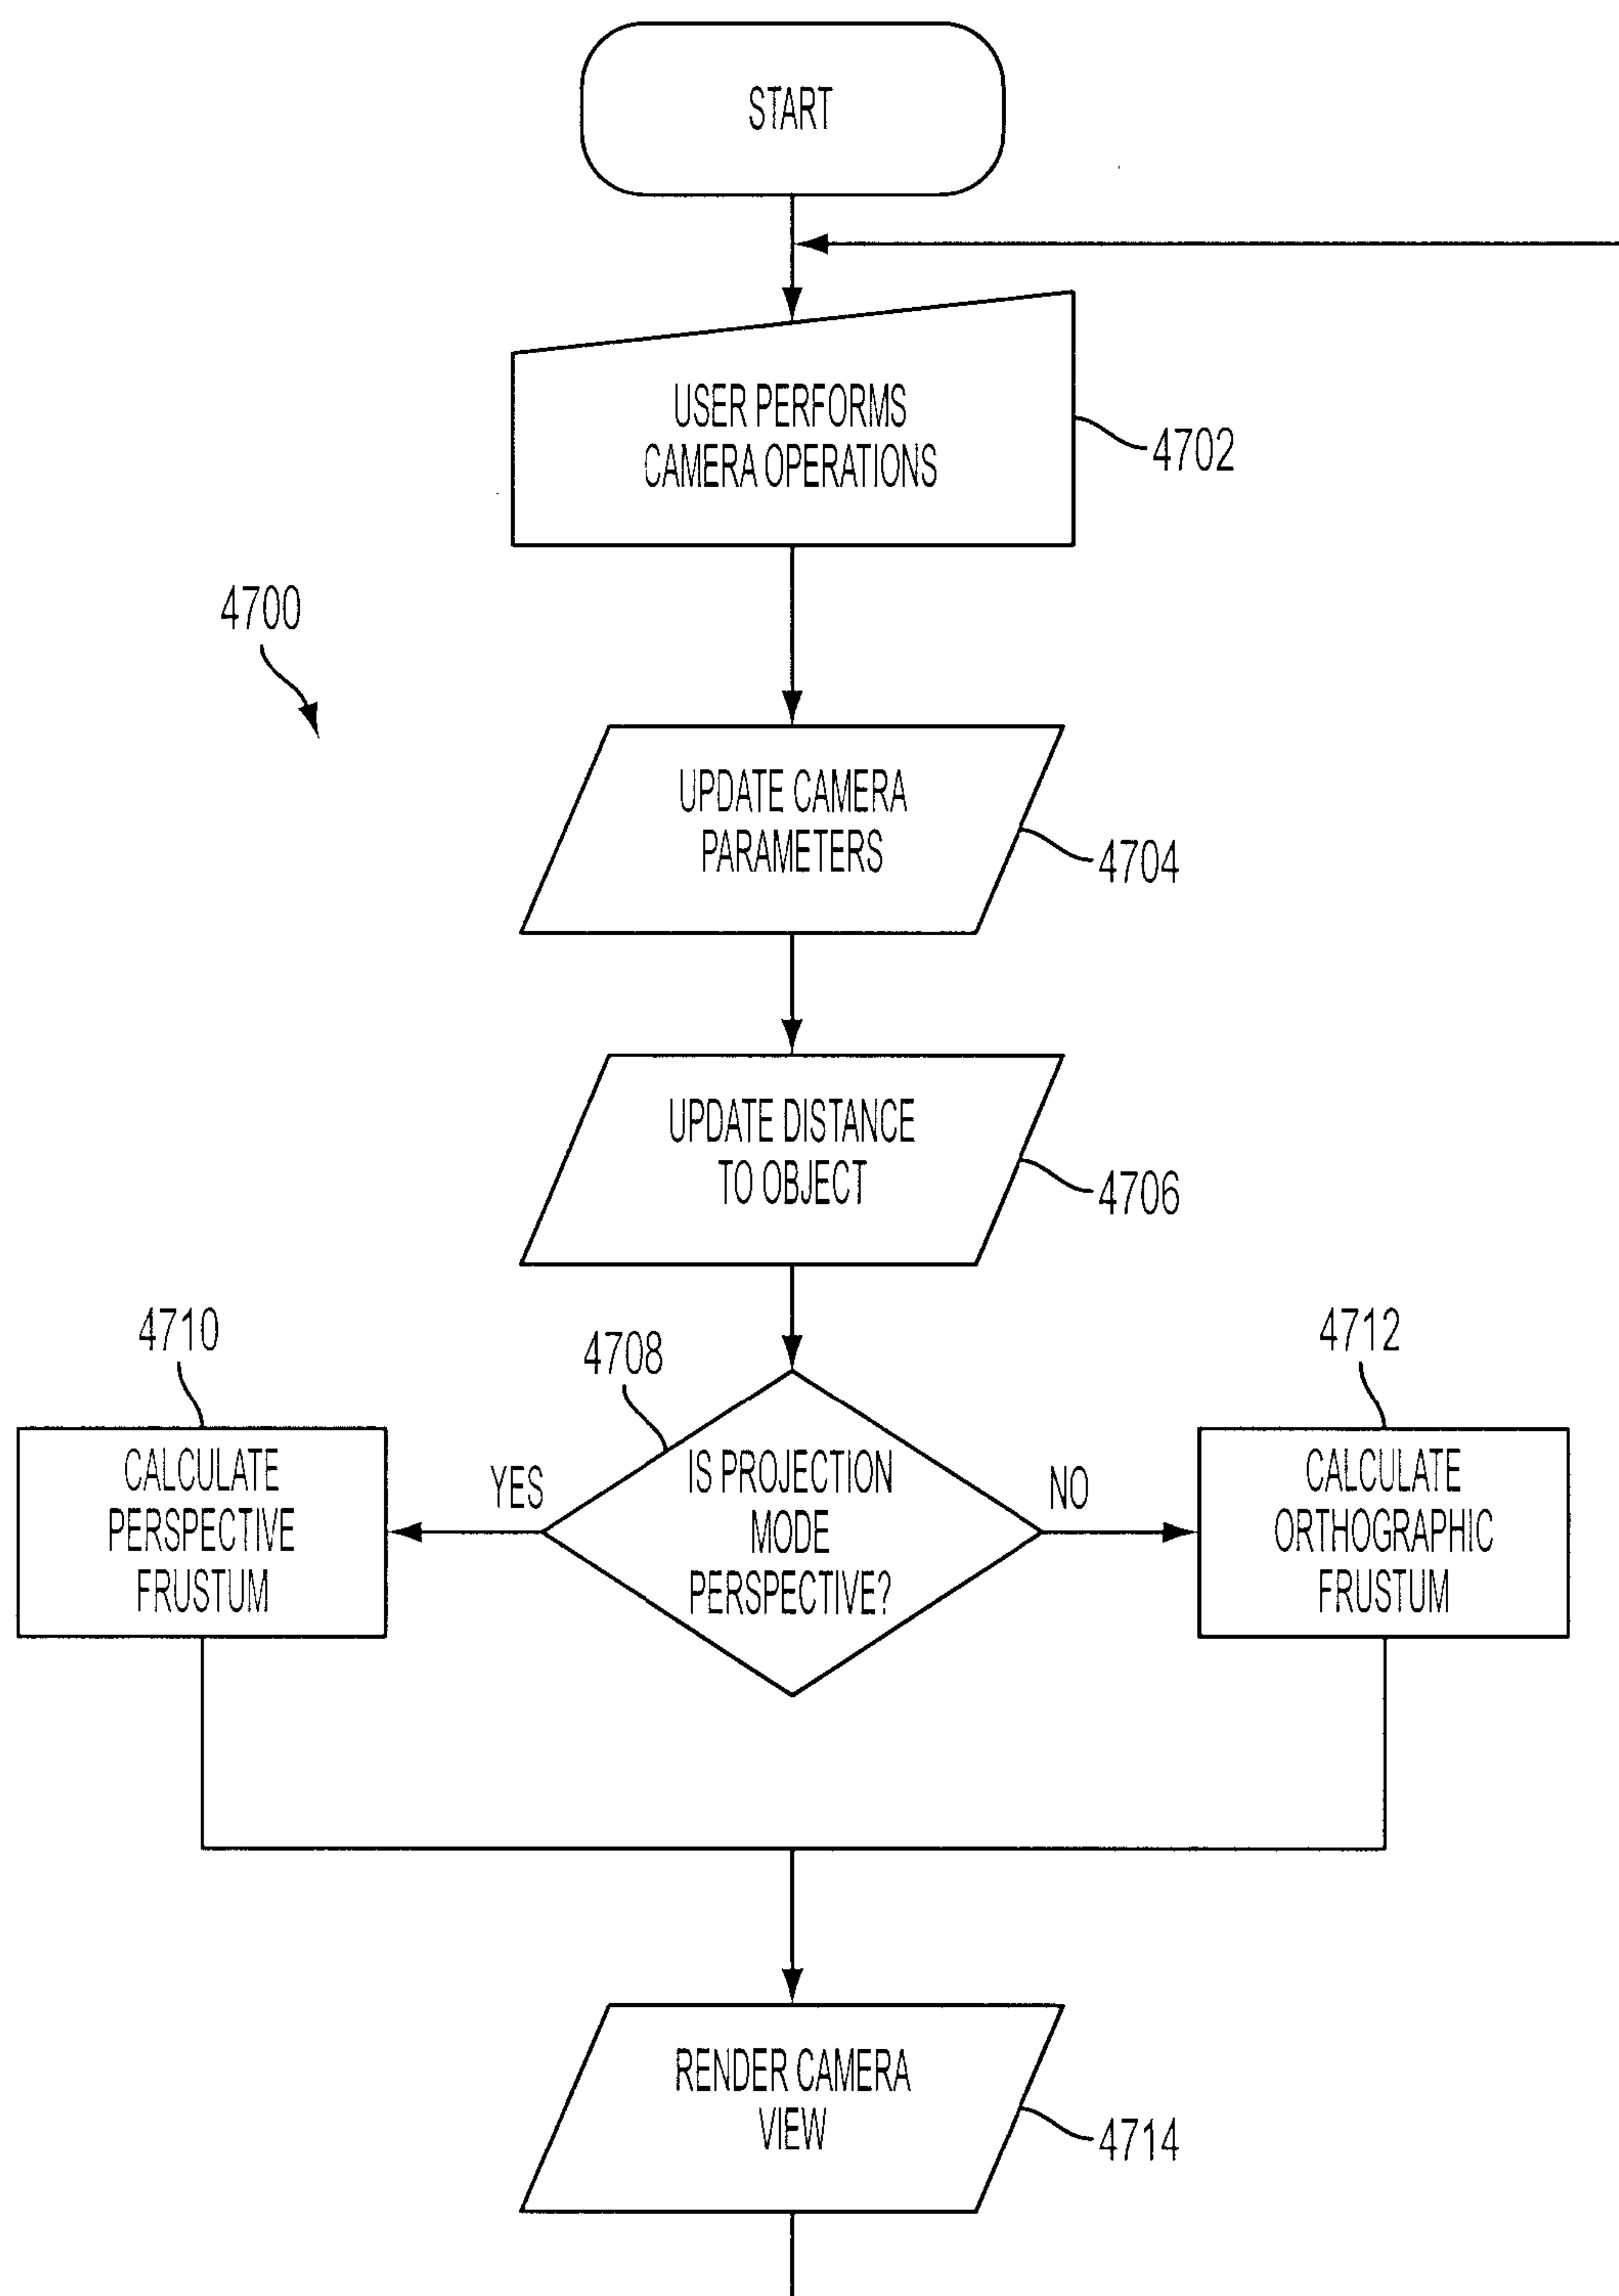 START
USER PERFORMS
CAMERA OPERATIONS
4702
4700
UPDATE CAMERA
PARAMETERS
4704
UPDATE DISTANCE
TO OBJECT
4706
4710
4708
4712
CALCULATE
PERSPECTIVE
FRUSTUM
YES
IS PROJECTION
MODE
PERSPECTIVE?
NO
CALCULATE
ORTHOGRAPHIC
FRUSTUM
RENDER CAMERA
VIEW
4714